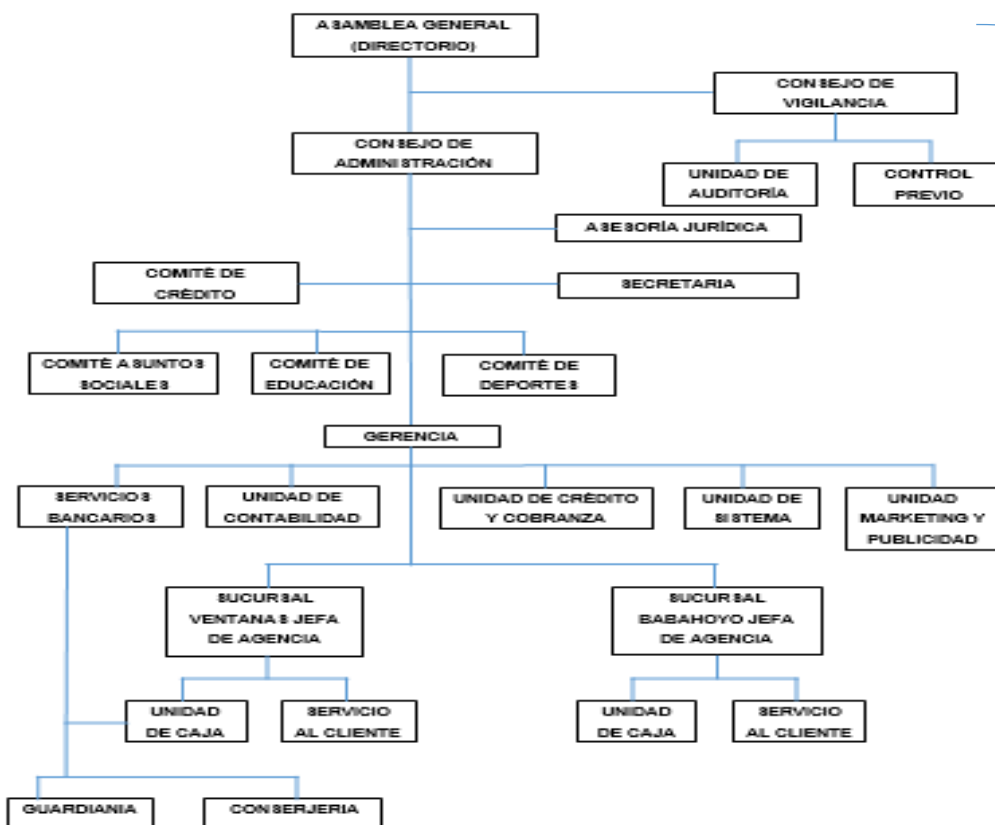 ASAMBLEA GENERAL
(DIRECTORIO)
CONSEJO DE
VIGILANCIA
CONSEJO DE
ADMINISTRACIÓN
UNIDAD DE
AUDITORÍA
CONTROL
PREVIO
ASESORÍA JURÍDICA
COMITÉ DE
CRÉDITO
SECRETARIA
COMITÉ ASUNTOS
SOCIALES
COMITÉ DE
EDUCACIÓN
COMITÉ DE
DEPORTES
GERENCIA
SERVICIOS
BANCARIOS
UNIDAD DE
CONTABILIDAD
UNIDAD DE CRÉDITO
Y COBRANZA
UNIDAD DE
SISTEMA
UNIDAD
MARKETING Y
PUBLICIDAD
SUCURSAL
VENTANAS JEFA
DE AGENCIA
SUCURSAL
BABAHOYO JEFA
DE AGENCIA
UNIDAD
DE CAJA
SERVICIO
AL CLIENTE
UNIDAD
DE CAJA
SERVICIO
AL CLIENTE
GUARDIANIA
CONSERJERIA